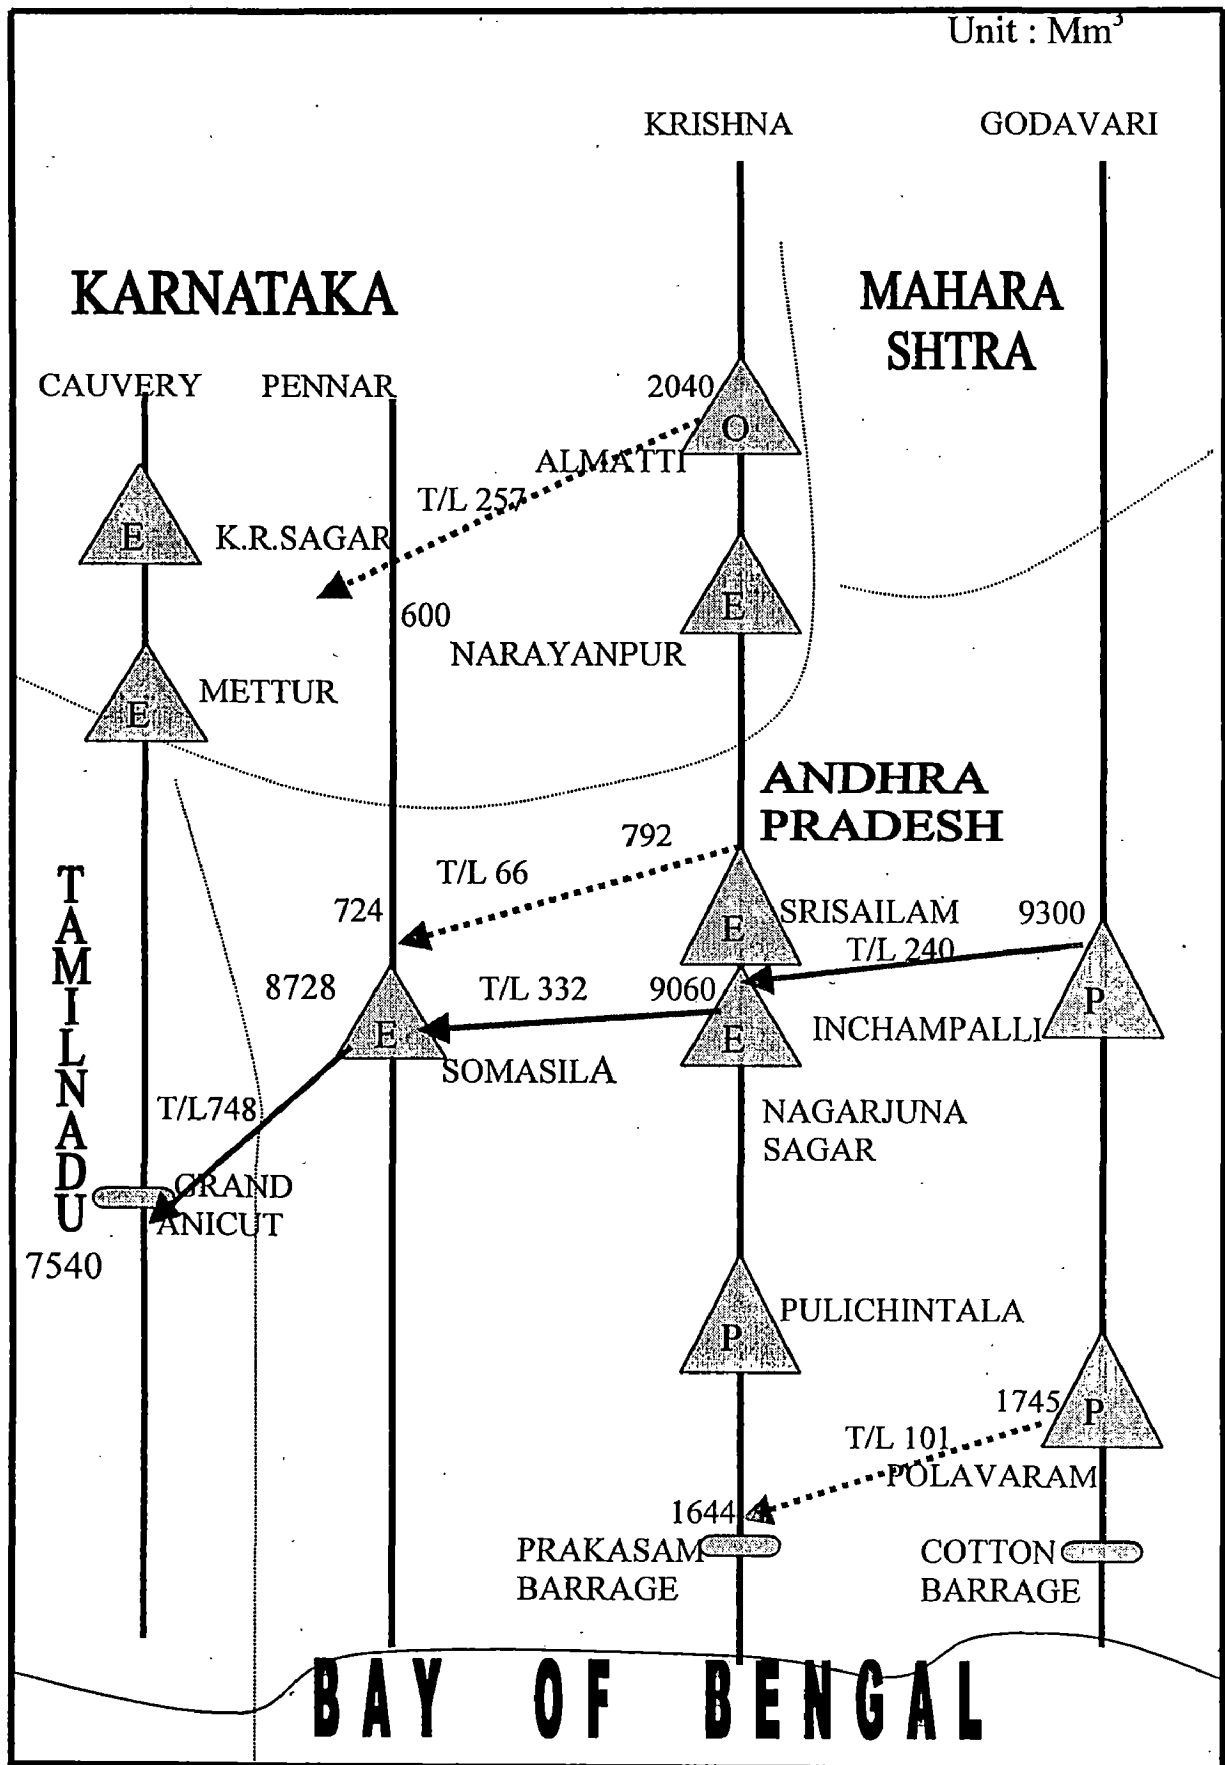 Unit : Mm³
KRISHNA
GODAVARI
KARNATAKA
MAHARA
SHTRA
CAUVERY
PENNAR
2040
O
ALMATTI
T/L 257
E
K.R.SAGAR
600
E
NARAYANPUR
METTUR
E
ANDHRA
PRADESH
792
T/L 66
724
E
SRISAILAM
9300
T/L 240
8728
T/L 332
9060
P
INCHAMPALLI
E
E
SOMASILA
TAMILNADU
T/L748
NAGARJUNA
SAGAR
GRAND
ANICUT
7540
PULICHINTALA
P
1745
P
T/L 101
POLAVARAM
1644
PRAKASAM
BARRAGE
COTTON
BARRAGE
BAY OF BENGAL